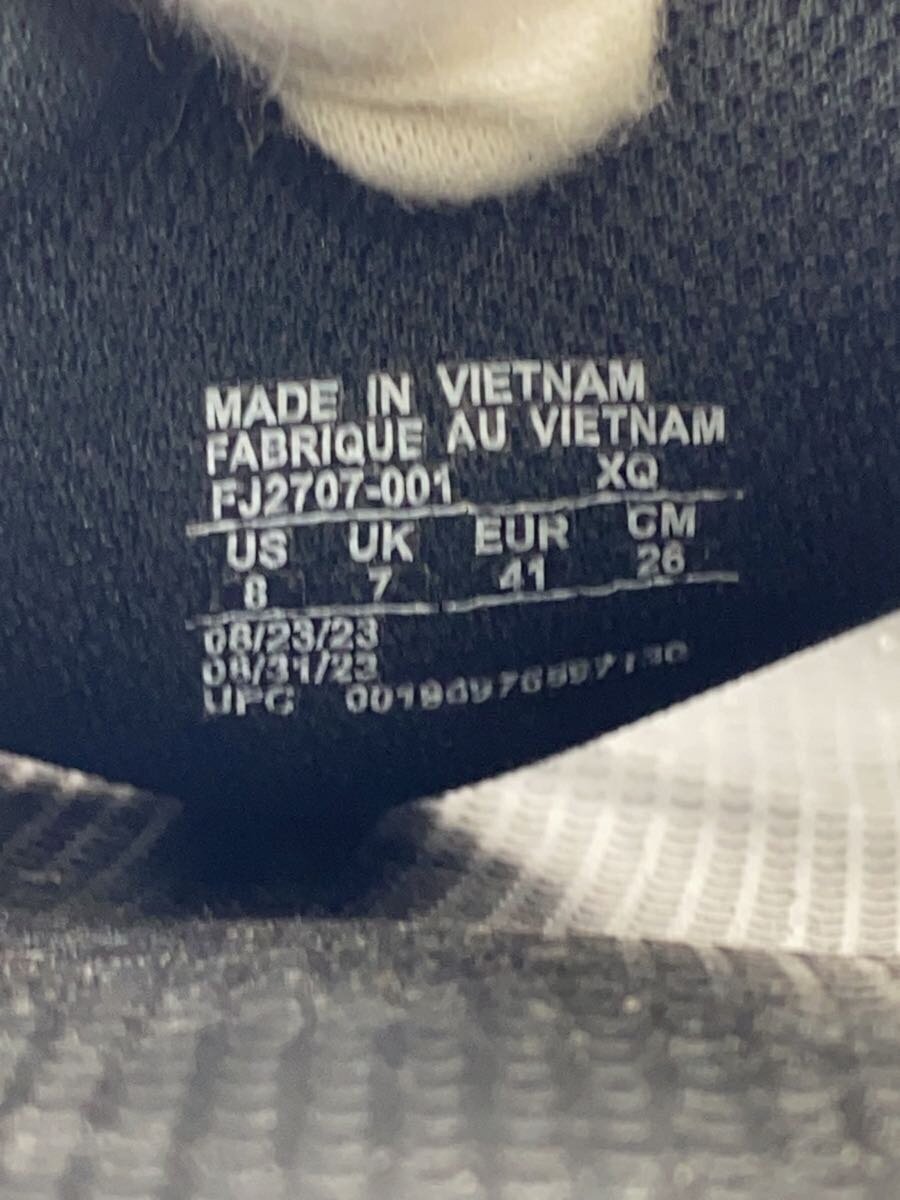 MADE IN VIETNAM
FABRIQUE AU VIETNAM
FJ2707-001 XQ
US UK EUR CM
8 7 41 26
08/23/23
08/31/23
UPC